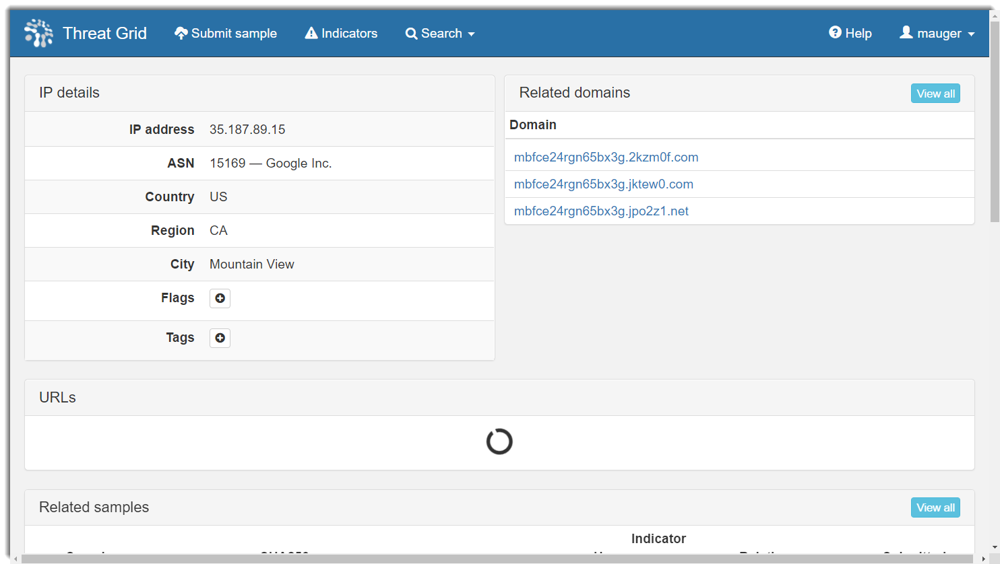 Threat Grid Submit sample Indicators Search Help mauger
IP details
IP address 35.187.89.15
ASN 15169 — Google Inc.
Country US
Region CA
City Mountain View
Flags
Tags
Related domains View all
Domain
mbfce24rgn65bx3g.2kzm0f.com
mbfce24rgn65bx3g.jktew0.com
mbfce24rgn65bx3g.jpo2z1.net
URLs
Related samples View all
Indicator